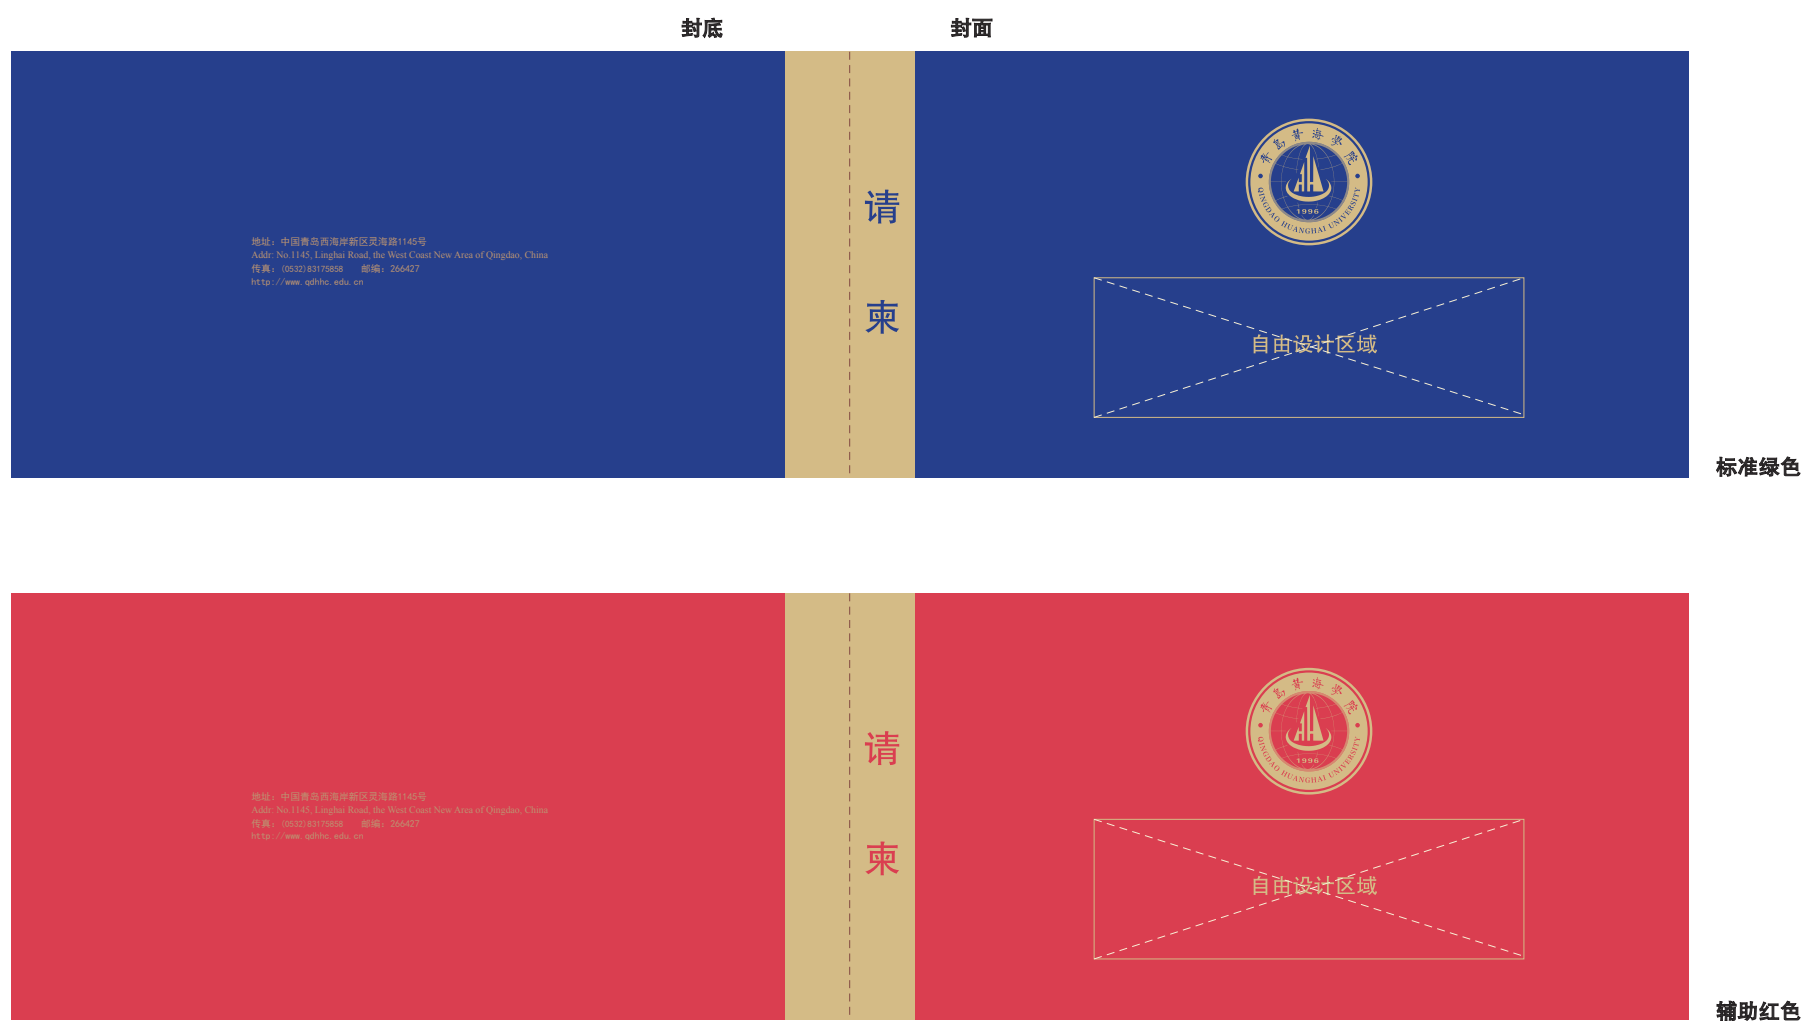 封底
封面
地址：中国青岛西海岸新区灵海路1145号
Addr: No.1145, Linghai Road, the West Coast New Area of Qingdao, China
传真：(0532)83175858 邮编：266427
http://www.qdhhc.edu.cn
请
柬
青島黄海學院
QINGDAO HUANGHAI UNIVERSITY
1996
自由设计区域
标准绿色
地址：中国青岛西海岸新区灵海路1145号
Addr: No.1145, Linghai Road, the West Coast New Area of Qingdao, China
传真：(0532)83175858 邮编：266427
http://www.qdhhc.edu.cn
请
柬
青島黄海學院
QINGDAO HUANGHAI UNIVERSITY
1996
自由设计区域
辅助红色